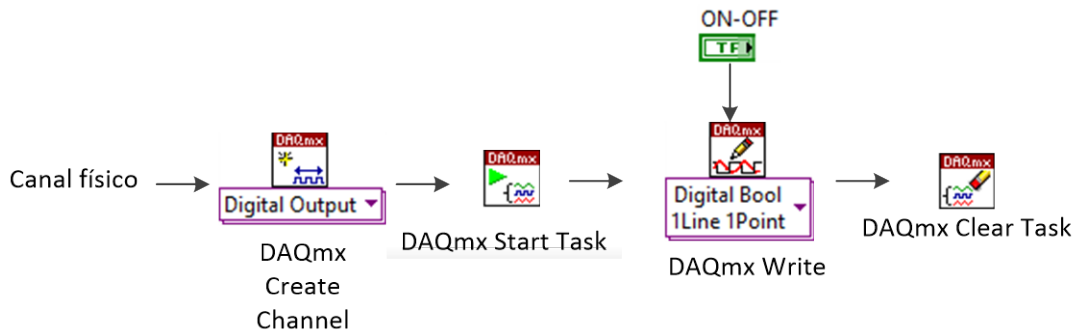 ON-OFF
TF
DAQmx
DAQmx
DAQmx
DAQmx
Canal físico
Digital Output
Digital Bool
1Line 1Point
DAQmx
Create
Channel
DAQmx Start Task
DAQmx Write
DAQmx Clear Task